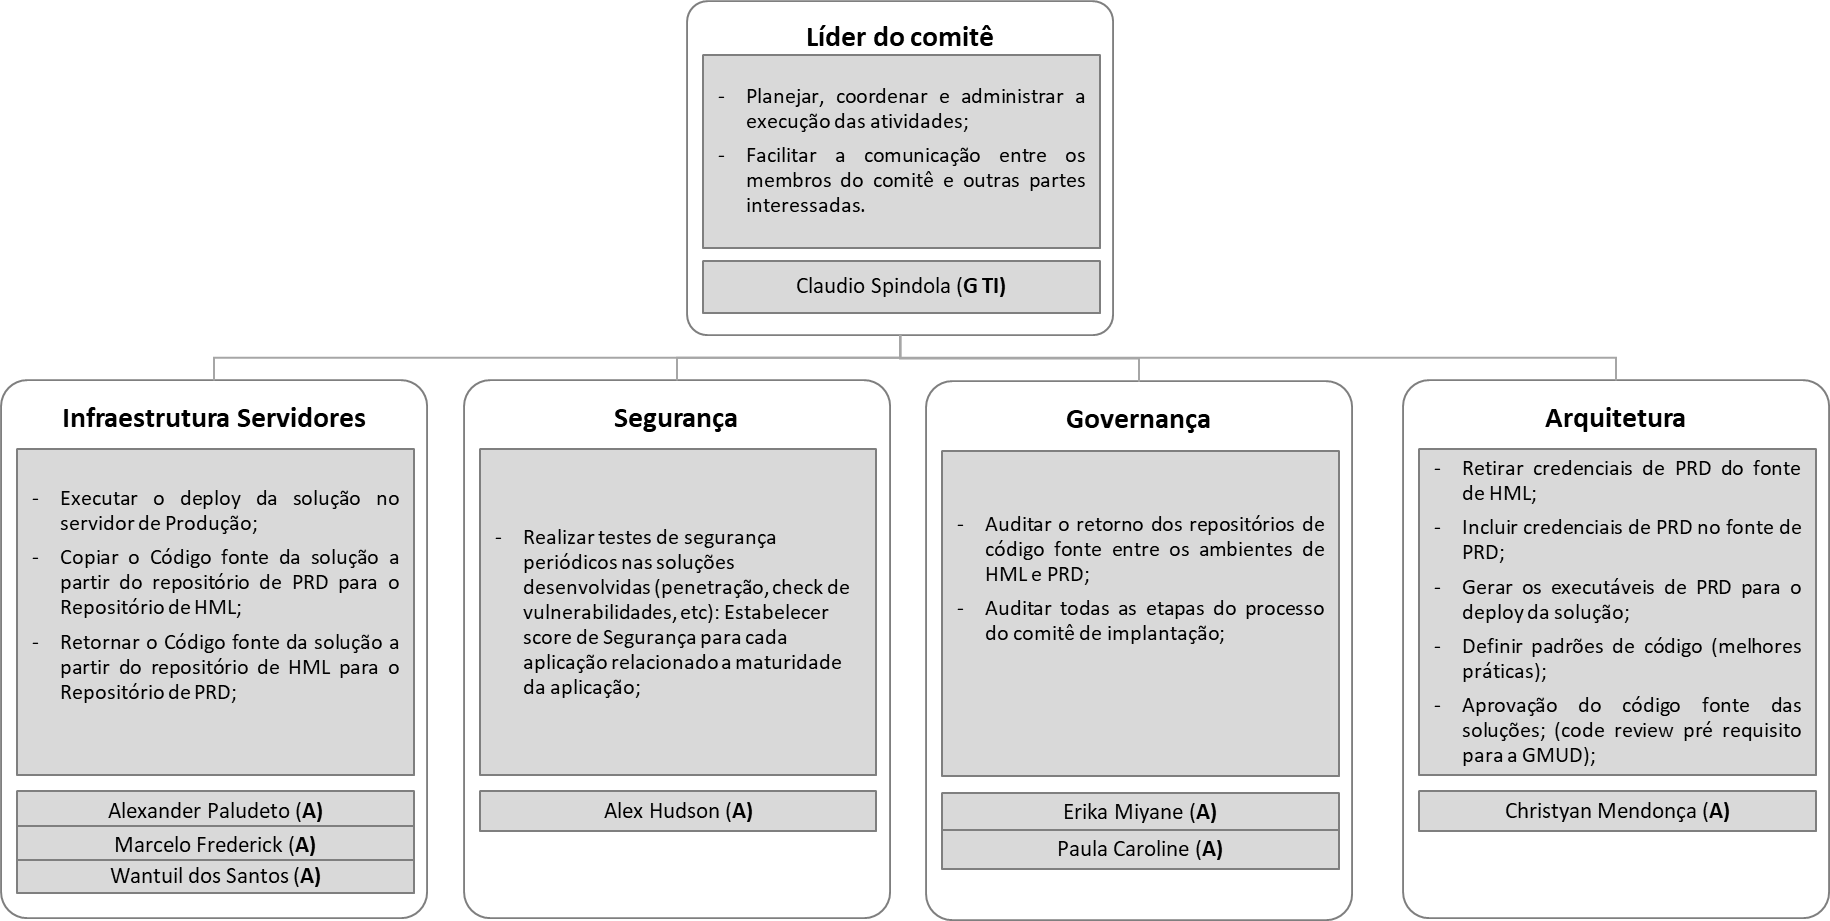 Líder do comitê
- Planejar, coordenar e administrar a
execução das atividades;
- Facilitar a comunicação entre os
membros do comitê e outras partes
interessadas.
Claudio Spindola (G TI)
Infraestrutura Servidores
- Executar o deploy da solução no
servidor de Produção;
- Copiar o Código fonte da solução a
partir do repositório de PRD para o
Repositório de HML;
- Retornar o Código fonte da solução a
partir do repositório de HML para o
Repositório de PRD;
Alexander Paludeto (A)
Marcelo Frederick (A)
Wantuil dos Santos (A)
Segurança
- Realizar testes de segurança
periódicos nas soluções
desenvolvidas (penetração, check de
vulnerabilidades, etc): Estabelecer
score de Segurança para cada
aplicação relacionado a maturidade
da aplicação;
Alex Hudson (A)
Governança
- Auditar o retorno dos repositórios de
código fonte entre os ambientes de
HML e PRD;
- Auditar todas as etapas do processo
do comitê de implantação;
Erika Miyane (A)
Paula Caroline (A)
Arquitetura
- Retirar credenciais de PRD do fonte
de HML;
- Incluir credenciais de PRD no fonte de
PRD;
- Gerar os executáveis de PRD para o
deploy da solução;
- Definir padrões de código (melhores
práticas);
- Aprovação do código fonte das
soluções; (code review pré requisito
para a GMUD);
Christyan Mendonça (A)